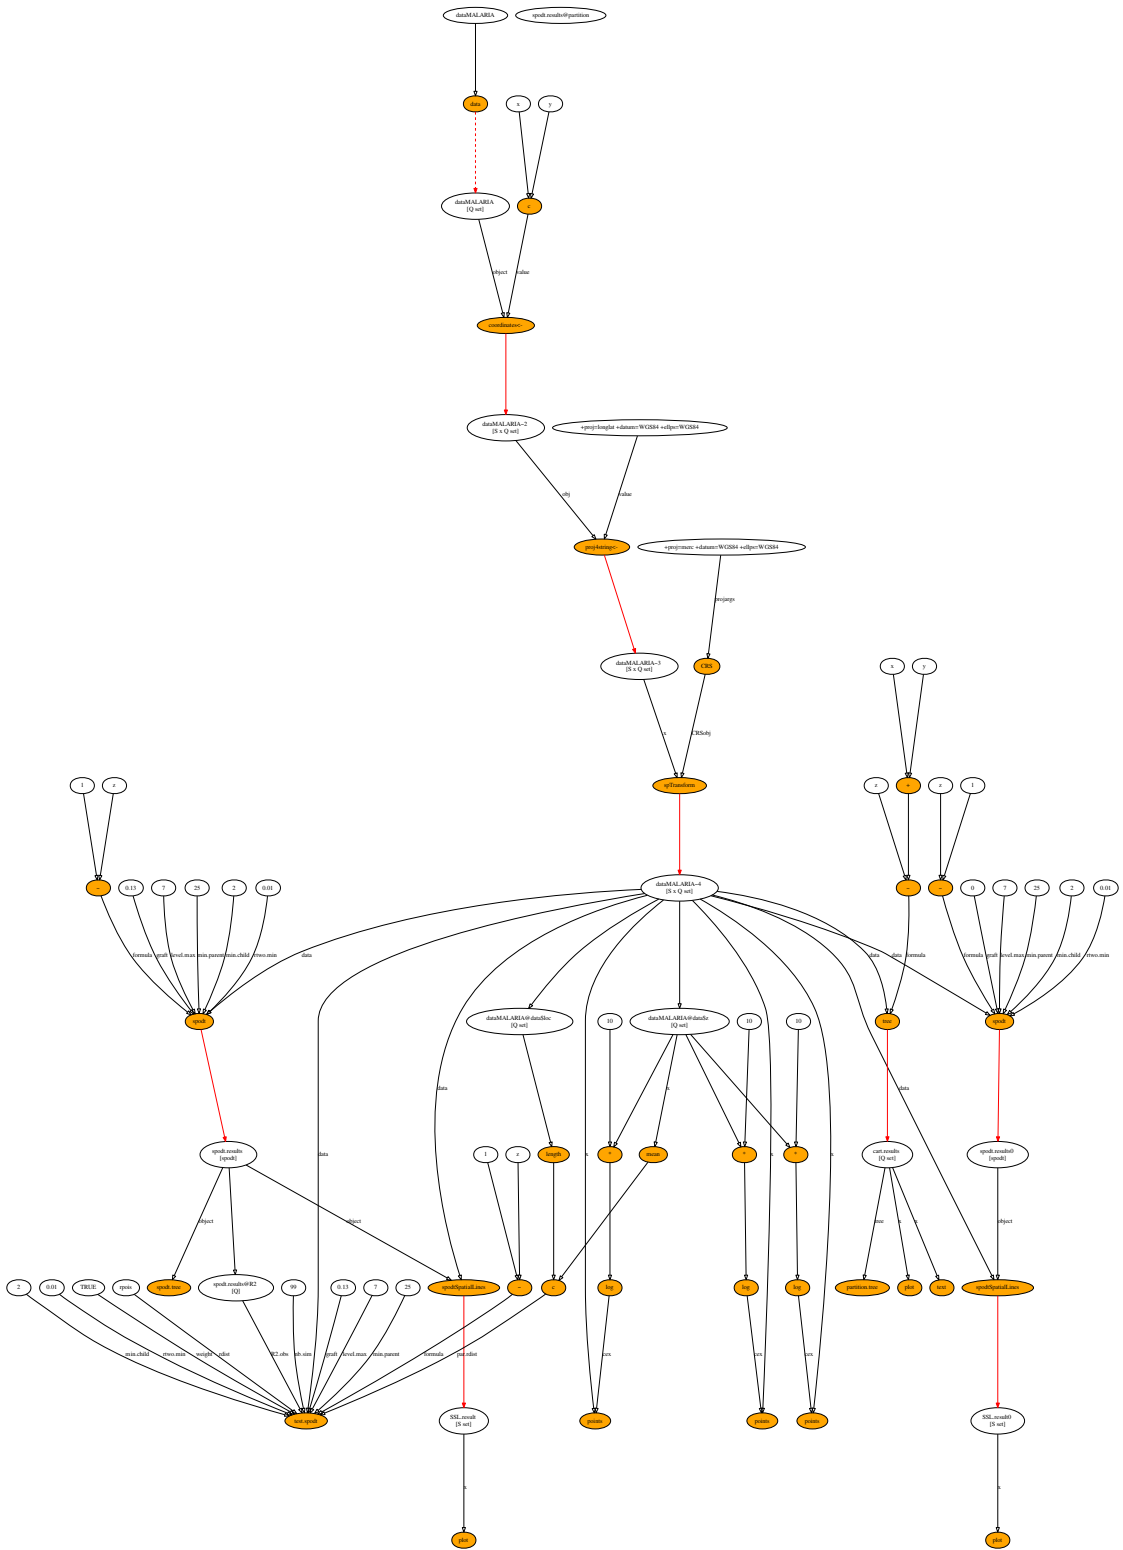 dataMALARIA
spodt.results@partition
data
x
y
dataMALARIA
[Q set]
c
object
value
coordinates<-
dataMALARIA~2
[S x Q set]
+proj=longlat +datum=WGS84 +ellps=WGS84
obj
value
proj4string<-
+proj=merc +datum=WGS84 +ellps=WGS84
projargs
dataMALARIA~3
[S x Q set]
CRS
x
y
x
CRSobj
1
z
spTransform
z
+
z
1
~
0.13
7
25
2
0.01
dataMALARIA~4
[S x Q set]
~
~
0
7
25
2
0.01
formula
graft
level.max
min.parent
min.child
rtwo.min
data
data
data
formula
formula
graft
level.max
min.parent
min.child
rtwo.min
spodt
dataMALARIA@data$loc
[Q set]
10
dataMALARIA@data$z
[Q set]
10
10
tree
spodt
data
x
data
spodt.results
[spodt]
data
1
z
length
x
*
mean
*
x
*
x
cart.results
[Q set]
spodt.results0
[spodt]
object
object
tree
x
x
object
2
0.01
TRUE
rpois
spodt.tree
spodt.results@R2
[Q]
99
0.13
7
25
spodtSpatialLines
~
c
log
log
log
partition.tree
plot
text
spodtSpatialLines
min.child
rtwo.min
weight
rdist
R2.obs
nb.sim
graft
level.max
min.parent
formula
par.rdist
cex
cex
cex
test.spodt
SSL.result
[S set]
points
points
points
SSL.result0
[S set]
x
x
plot
plot